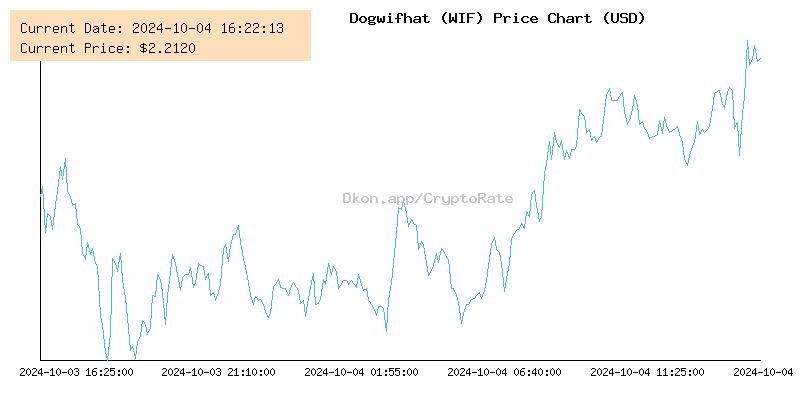 Dogwifhat (WIF) Price Chart (USD)
Current Date: 2024-10-04 16:22:13
Current Price: $2.2120
Dkon.app/CryptoRate
2024-10-03 16:25:00
2024-10-03 21:10:00
2024-10-04 01:55:00
2024-10-04 06:40:00
2024-10-04 11:25:00
2024-10-04